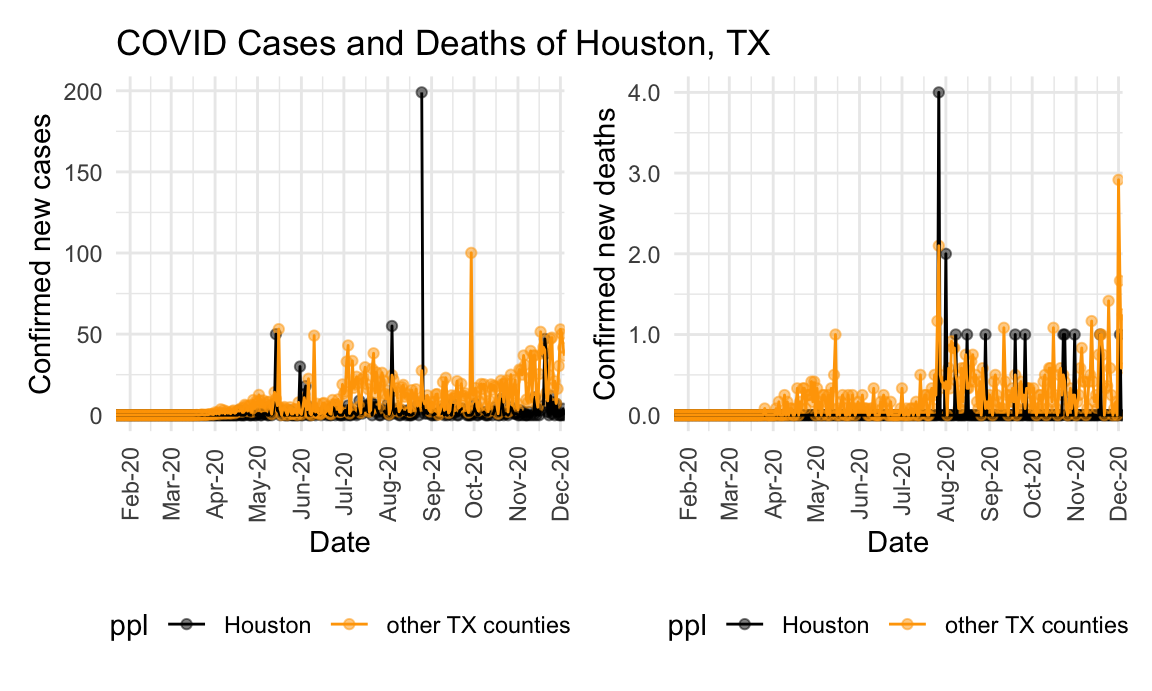 COVID Cases and Deaths of Houston, TX
Confirmed new cases
200
150
100
50
0
Feb-20
Mar-20
Apr-20
May-20
Jun-20
Jul-20
Aug-20
Sep-20
Oct-20
Nov-20
Dec-20
Date
ppl Houston other TX counties
Confirmed new deaths
4.0
3.0
2.0
1.0
0.0
Feb-20
Mar-20
Apr-20
May-20
Jun-20
Jul-20
Aug-20
Sep-20
Oct-20
Nov-20
Dec-20
Date
ppl Houston other TX counties